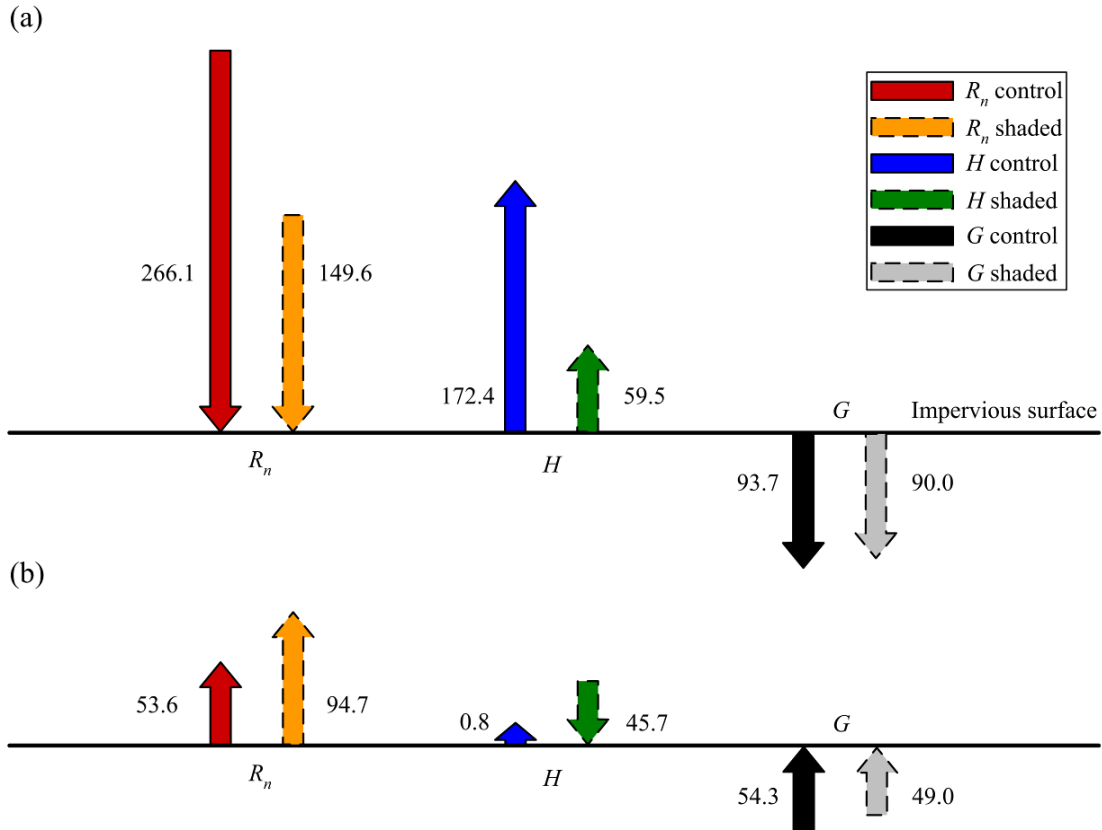 (a)
R_n control
R_n shaded
H control
H shaded
G control
G shaded
266.1
149.6
172.4
59.5
G
Impervious surface
R_n
H
93.7
90.0
(b)
53.6
94.7
0.8
45.7
G
R_n
H
54.3
49.0